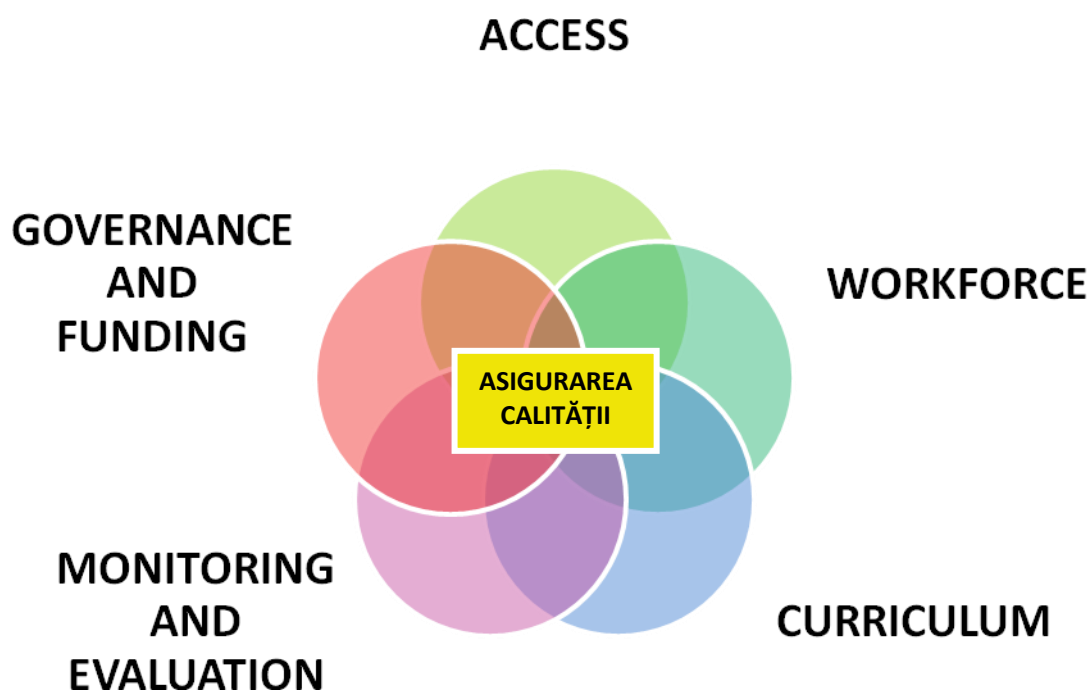 ACCESS
GOVERNANCE
AND
FUNDING
WORKFORCE
ASIGURAREA
CALITĂȚII
MONITORING
AND
EVALUATION
CURRICULUM